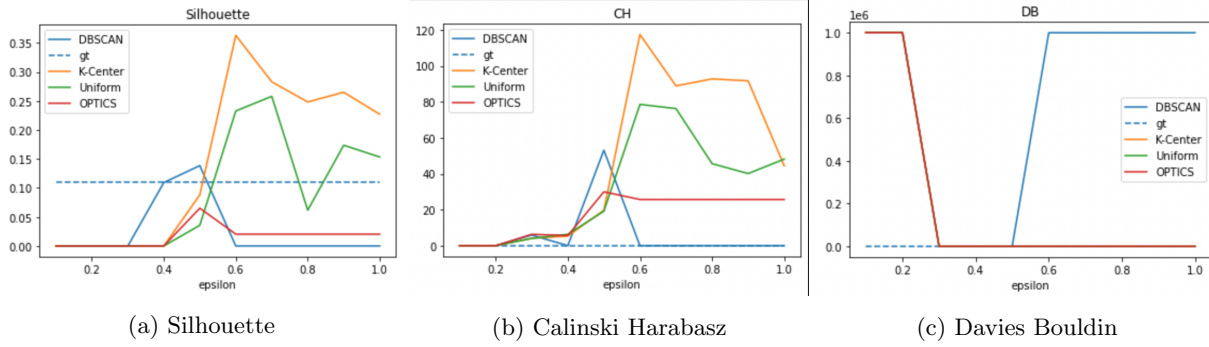 Silhouette
DBSCAN
gt
K-Center
Uniform
OPTICS
0.35
0.30
0.25
0.20
0.15
0.10
0.05
0.00
0.2 0.4 0.6 0.8 1.0
epsilon
(a) Silhouette
CH
DBSCAN
gt
K-Center
Uniform
OPTICS
120
100
80
60
40
20
0
0.2 0.4 0.6 0.8 1.0
epsilon
(b) Calinski Harabasz
DB
1e6
1.0
0.8
0.6
0.4
0.2
0.0
DBSCAN
gt
K-Center
Uniform
OPTICS
0.2 0.4 0.6 0.8 1.0
epsilon
(c) Davies Bouldin